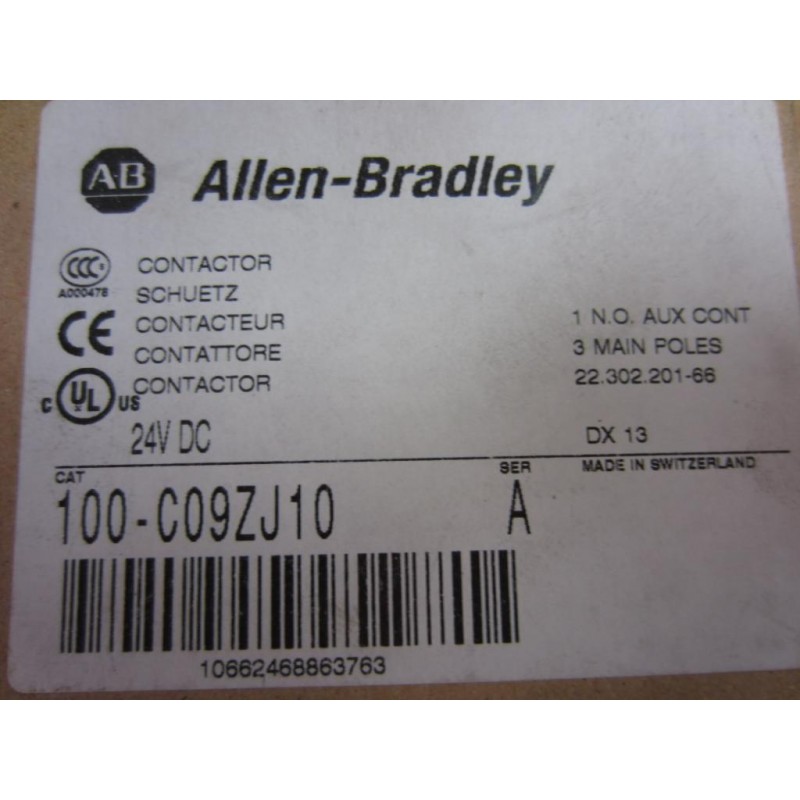 AB Allen-Bradley
CCC S
A000478
CONTACTOR
SCHUETZ
CE CONTACTEUR
CONTATTORE
C UL US CONTACTOR
24V DC
1 N.O. AUX CONT
3 MAIN POLES
22.302.201-66
DX 13
MADE IN SWITZERLAND
CAT
100-C09ZJ10
SER
A
10662468863763